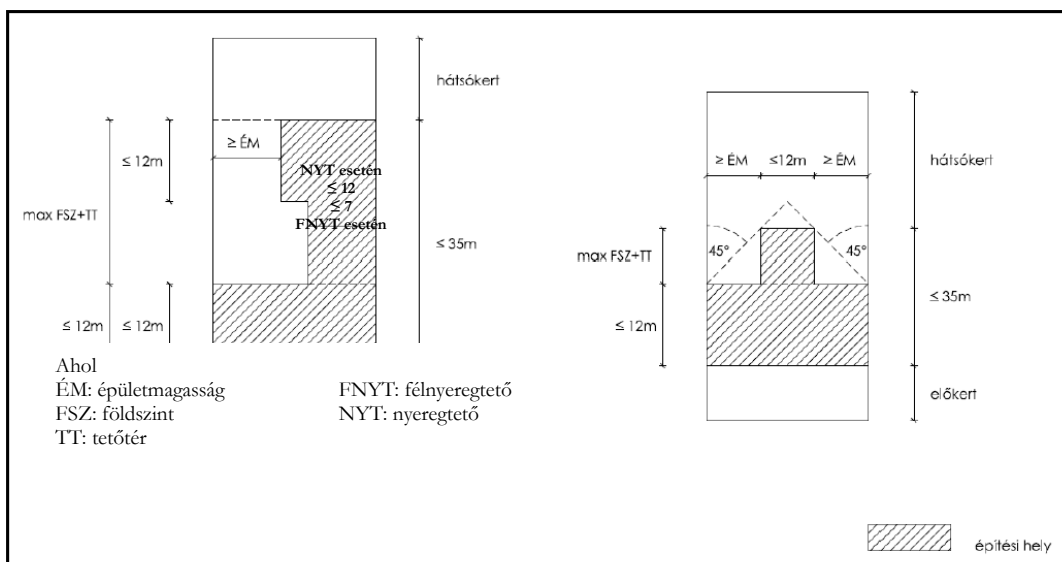 hátsókert
≥ ÉM
≤ 12m
NYT esetén
≤ 12
≤ 7
FNYT esetén
max FSZ+TT
≤ 35m
≤ 12m
≤ 12m
Ahol
ÉM: épületmagasság
FSZ: földszint
TT: tetőtér
FNYT: félnyeregtető
NYT: nyeregtető
≥ ÉM
≤12m
≥ ÉM
hátsókert
45°
45°
max FSZ+TT
≤ 35m
≤ 12m
előkert
építési hely